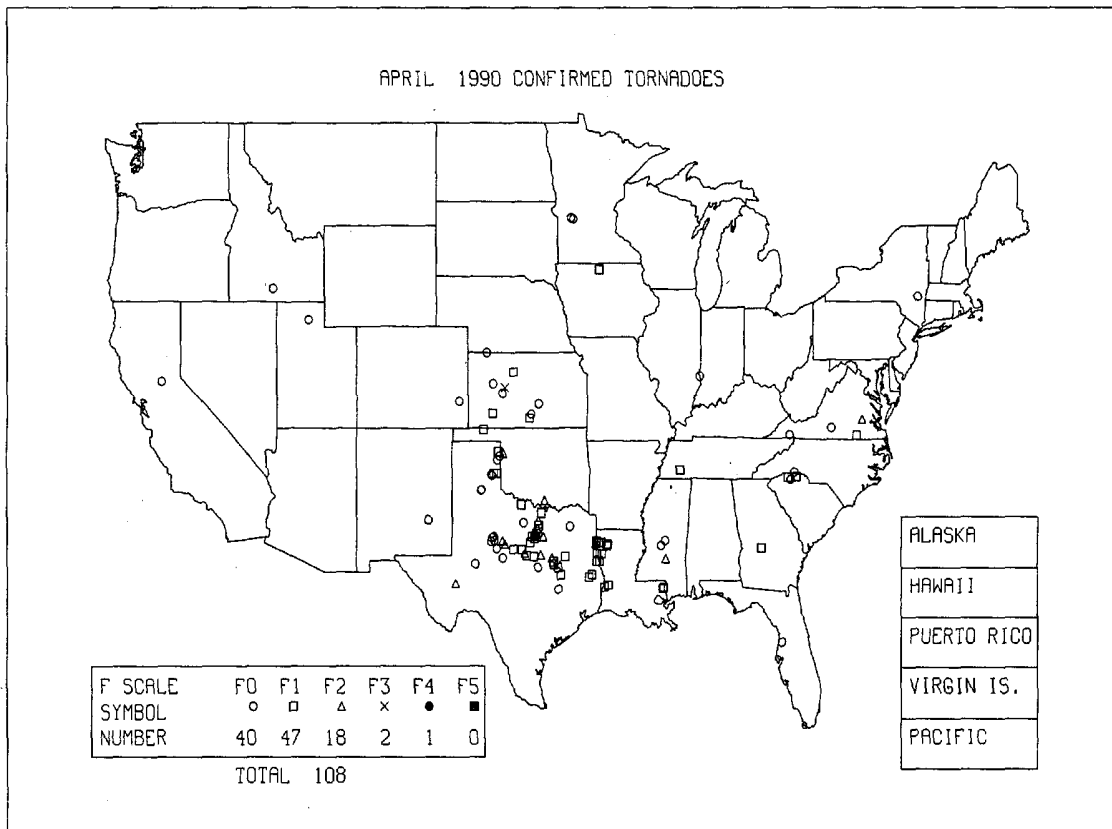 APRIL 1990 CONFIRMED TORNADOES
ALASKA
HAWAII
PUERTO RICO
VIRGIN IS.
PACIFIC
F SCALE F0 F1 F2 F3 F4 F5
SYMBOL ○ □ △ × ● ■
NUMBER 40 47 18 2 1 0
TOTAL 108